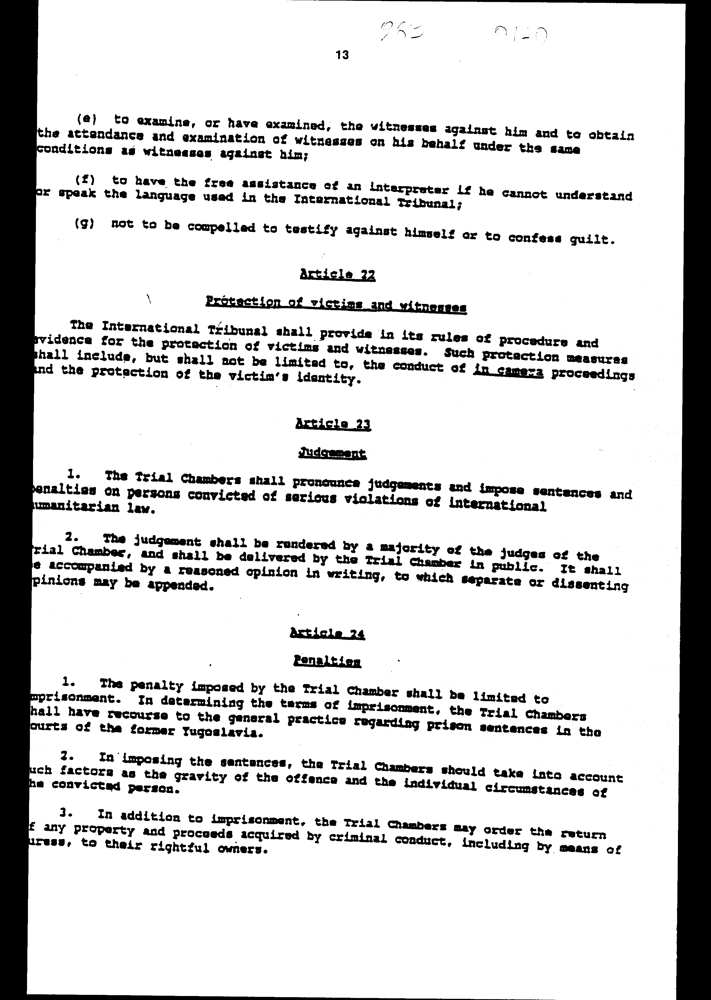 13
(e) to examine, or have examined, the witnesses against him and to obtain
the attendance and examination of witnesses on his behalf under the same
conditions as witnesses against him;
(f) to have the free assistance of an interpreter if he cannot understand
or speak the language used in the International Tribunal;
(g) not to be compelled to testify against himself or to confess guilt.
Article 22
Protection of victims and witnesses
The International Tribunal shall provide in its rules of procedure and
evidence for the protection of victims and witnesses. Such protection measures
shall include, but shall not be limited to, the conduct of in camera proceedings
and the protection of the victim's identity.
Article 23
Judgement
1. The Trial Chambers shall pronounce judgements and impose sentences and
penalties on persons convicted of serious violations of international
umanitarian law.
2. The judgement shall be rendered by a majority of the judges of the
rial Chamber, and shall be delivered by the Trial Chamber in public. It shall
e accompanied by a reasoned opinion in writing, to which separate or dissenting
pinions may be appended.
Article 24
Penalties
1. The penalty imposed by the Trial Chamber shall be limited to
mprisonment. In determining the terms of imprisonment, the Trial Chambers
hall have recourse to the general practice regarding prison sentences in the
ourts of the former Yugoslavia.
2. In imposing the sentences, the Trial Chambers should take into account
uch factors as the gravity of the offence and the individual circumstances of
he convicted person.
3. In addition to imprisonment, the Trial Chambers may order the return
f any property and proceeds acquired by criminal conduct, including by means of
uress, to their rightful owners.